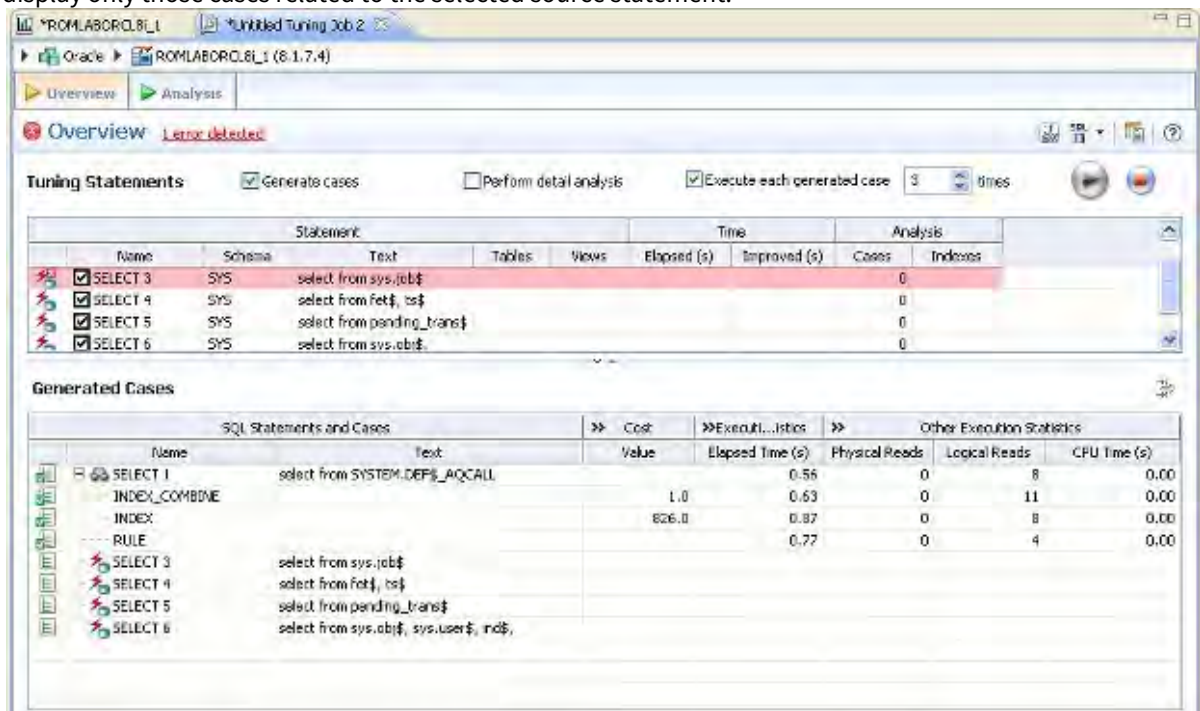 display only those cases related to the selected source statement.
*ROMLABORCL8i_1 *Untitled Tuning Job 2
Oracle ROMLABORCL8i_1 (8.1.7.4)
Overview Analysis
Overview 1 error detected
Tuning Statements Generate cases Perform detail analysis Execute each generated case 3 times
Statement Time Analysis
Name Schema Text Tables Views Elapsed (s) Improved (s) Cases Indexes
SELECT 3 SYS select from sys.job$ 0
SELECT 4 SYS select from fet$, ts$ 0
SELECT 5 SYS select from pending_trans$ 0
SELECT 6 SYS select from sys.obj$, 0
Generated Cases
SQL Statements and Cases Cost Executi...istics Other Execution Statistics
Name Text Value Elapsed Time (s) Physical Reads Logical Reads CPU Time (s)
SELECT 1 select from SYSTEM.DEF$_AQCALL 0.56 0 8 0.00
INDEX_COMBINE 1.0 0.63 0 11 0.00
INDEX 826.0 0.87 0 8 0.00
RULE 0.77 0 4 0.00
SELECT 3 select from sys.job$
SELECT 4 select from fet$, ts$
SELECT 5 select from pending_trans$
SELECT 6 select from sys.obj$, sys.user$, ind$,